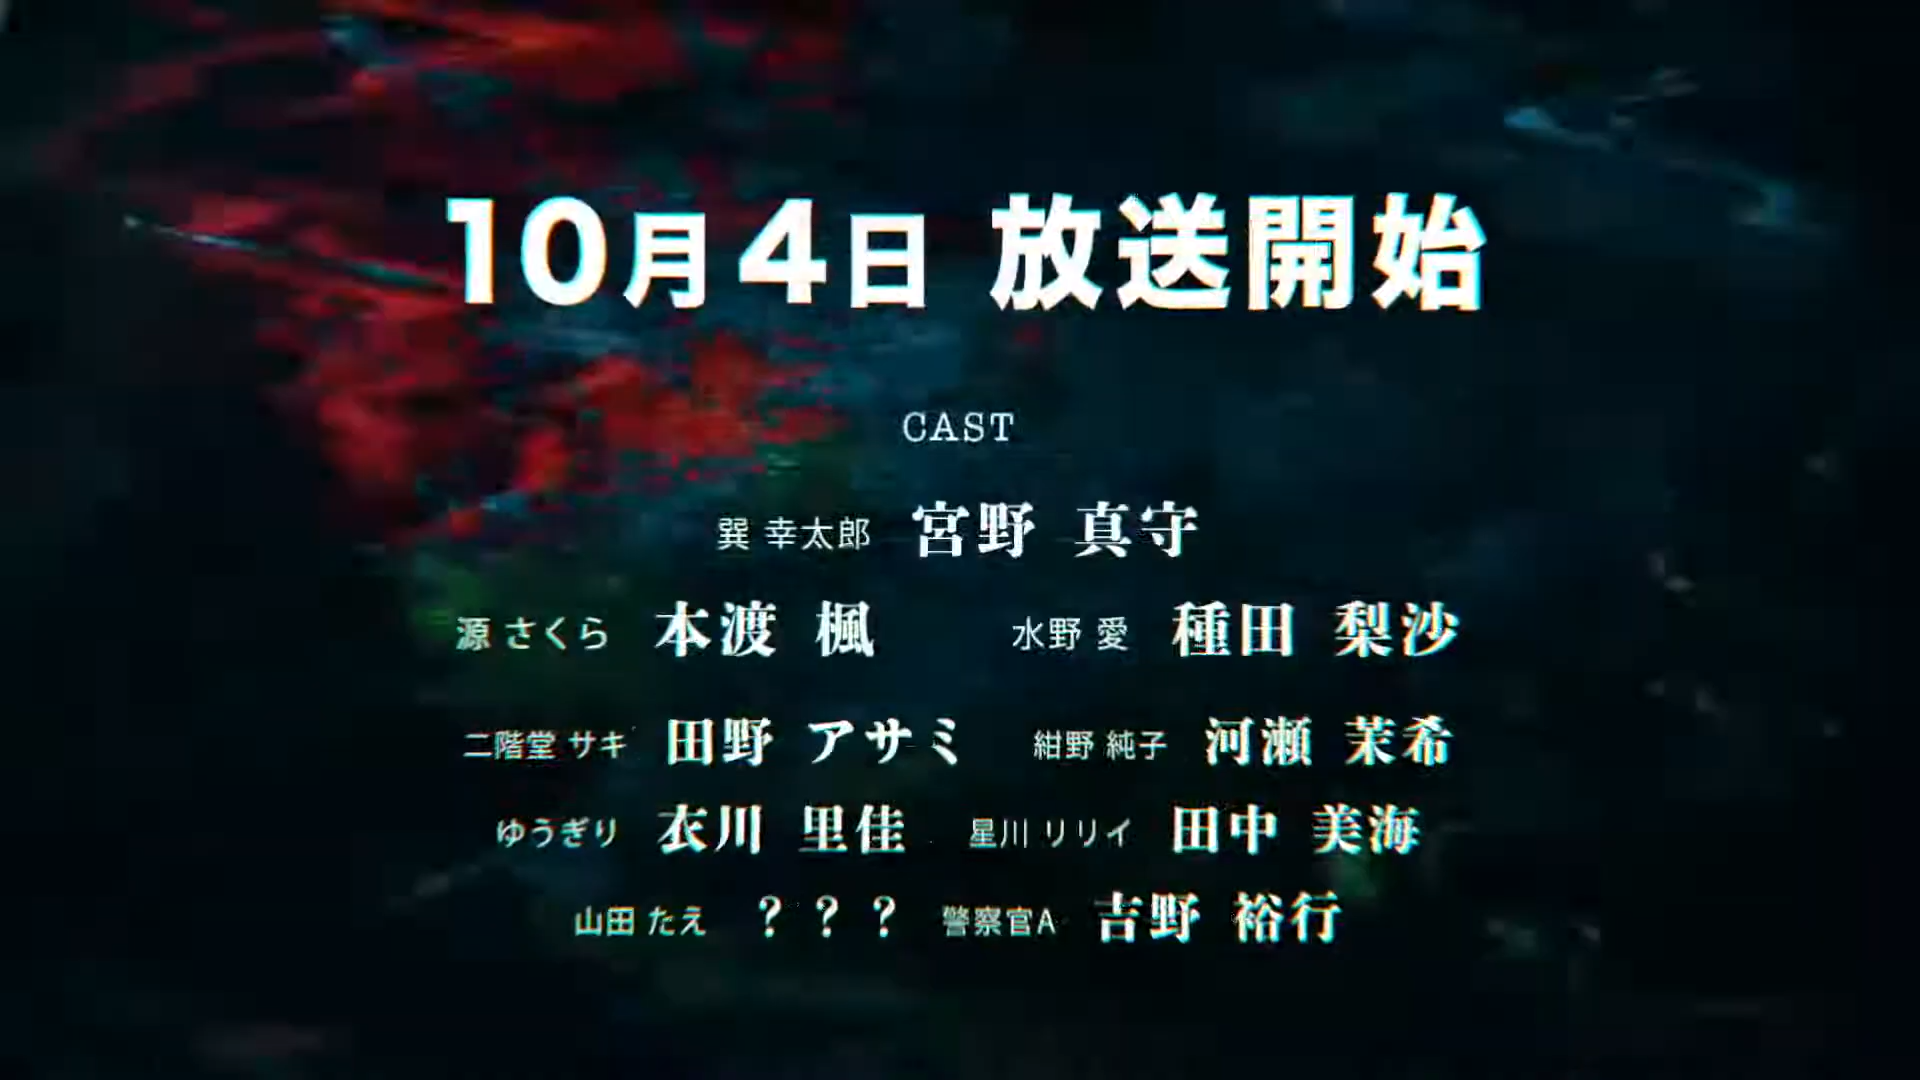 10月4日 放送開始
CAST
巽 幸太郎 宮野 真守
源 さくら 本渡 楓 水野 愛 種田 梨沙
二階堂 サキ 田野 アサミ 紺野 純子 河瀬 茉希
ゆうぎり 衣川 里佳 星川 リリイ 田中 美海
山田 たえ ？？？ 警察官A 吉野 裕行